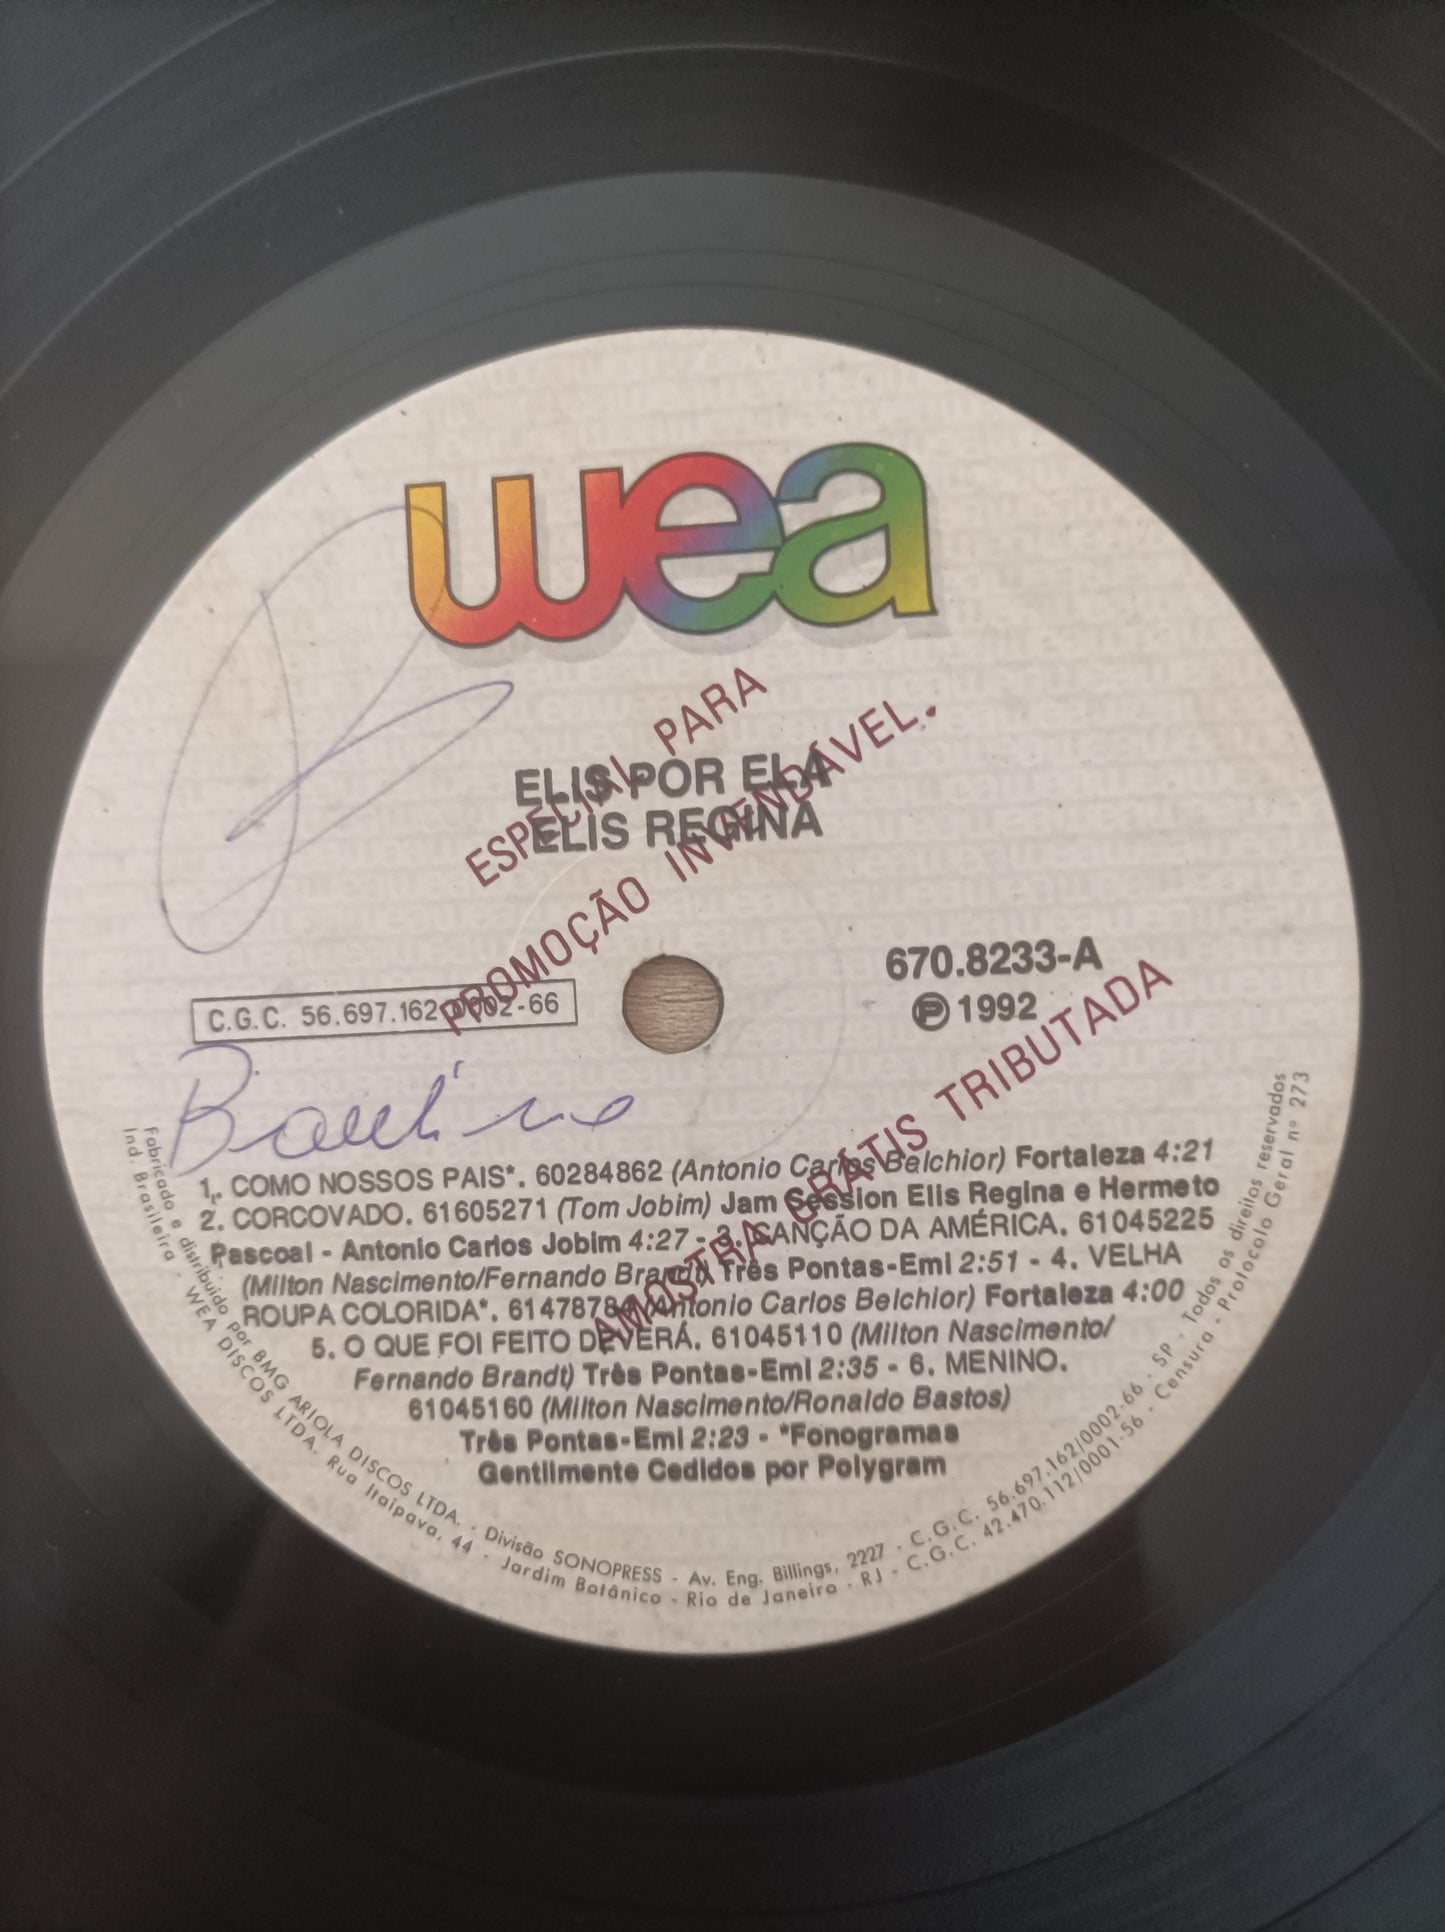 wea
ESPECIAL PARA
PROMOÇÃO INVENDÁVEL.
AMOSTRA GRÁTIS TRIBUTADA
ELIS POR ELA
ELIS REGINA
670.8233-A
Ⓟ 1992
C.G.C. 56.697.162/0002-66
1. COMO NOSSOS PAIS*. 60284862 (Antonio Carlos Belchior) Fortaleza 4:21
2. CORCOVADO. 61605271 (Tom Jobim) Jam Session Elis Regina e Hermeto
Pascoal - Antonio Carlos Jobim 4:27 - 3. CANÇÃO DA AMÉRICA. 61045225
(Milton Nascimento/Fernando Brandt) Três Pontas-Emi 2:51 - 4. VELHA
ROUPA COLORIDA*. 61478784 (Antonio Carlos Belchior) Fortaleza 4:00
5. O QUE FOI FEITO DEVERÁ. 61045110 (Milton Nascimento/
Fernando Brandt) Três Pontas-Emi 2:35 - 6. MENINO.
61045160 (Milton Nascimento/Ronaldo Bastos)
Três Pontas-Emi 2:23 - *Fonogramas
Gentilmente Cedidos por Polygram
Fabricado e distribuido por BMG ARIOLA DISCOS LTDA. - Divisão SONOPRESS - Av. Eng. Billings, 2227 - C.G.C. 56.697.162/0002.66 - SP - Todos os direitos reservados
Ind. Brasileira - WEA DISCOS LTDA. Rua Itaipava, 44 - Jardim Botânico - Rio de Janeiro - RJ - C.G.C. 42.470.112/0001-56 - Censura - Protocolo Geral nº 273